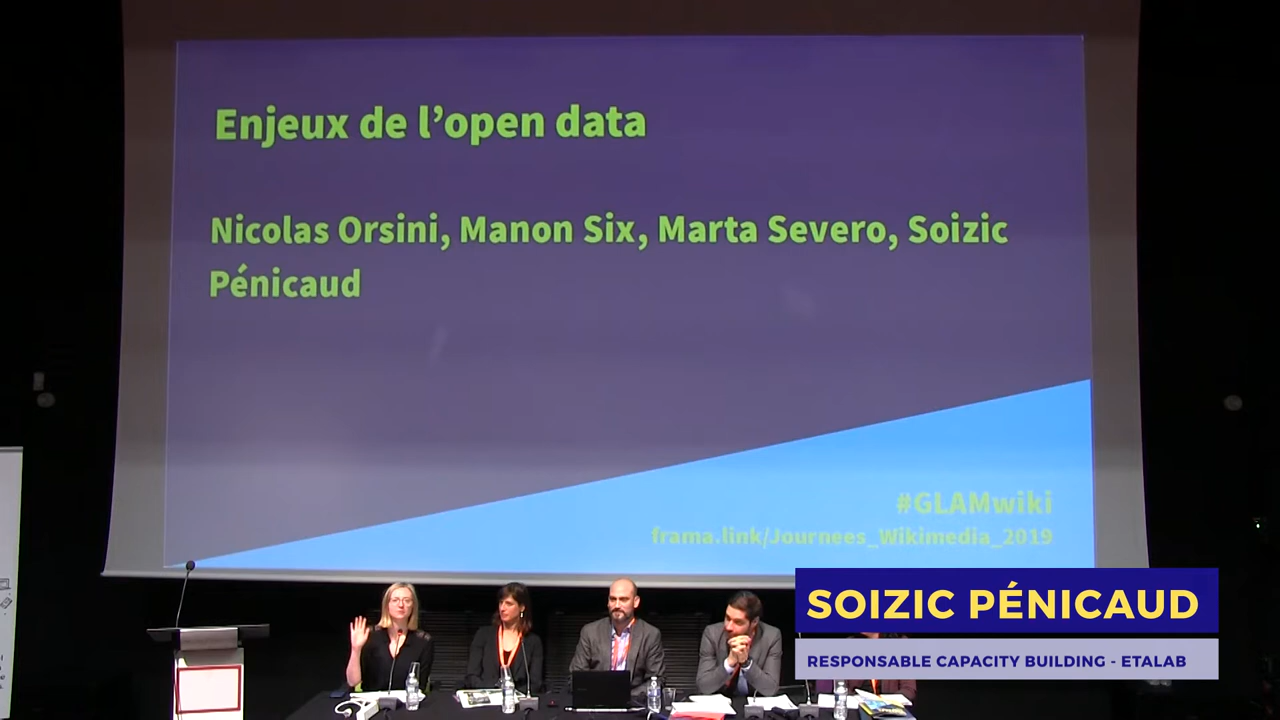 Enjeux de l’open data
Nicolas Orsini, Manon Six, Marta Severo, Soizic
Pénicaud
#GLAMwiki
frama.link/Journees_Wikimedia_2019
SOIZIC PÉNICAUD
RESPONSABLE CAPACITY BUILDING - ETALAB